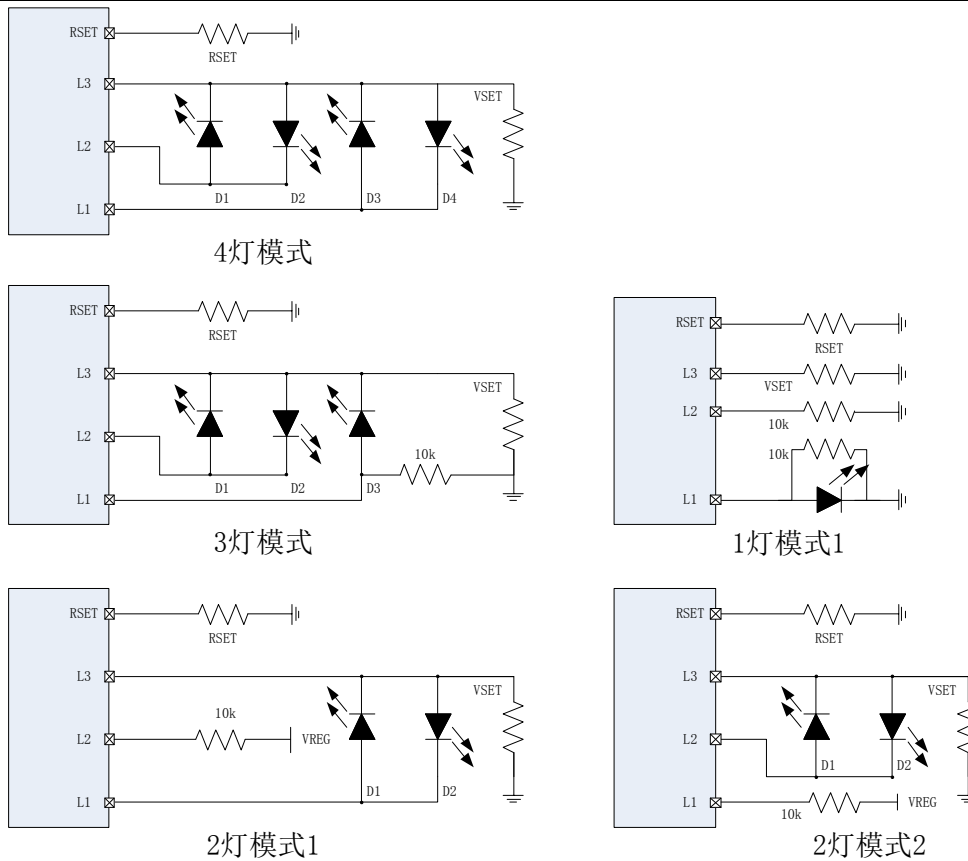 RSET
RSET
L3
VSET
L2
L1
D1 D2 D3 D4
4灯模式
RSET
RSET
L3
VSET
L2
10k
D1 D2 D3
L1
3灯模式
RSET
RSET
L3
VSET
L2
10k
10k
L1
1灯模式1
RSET
RSET
L3
VSET
10k
L2
VREG
D1 D2
L1
2灯模式1
RSET
RSET
L3
VSET
L2
D1 D2
L1
10k
VREG
2灯模式2